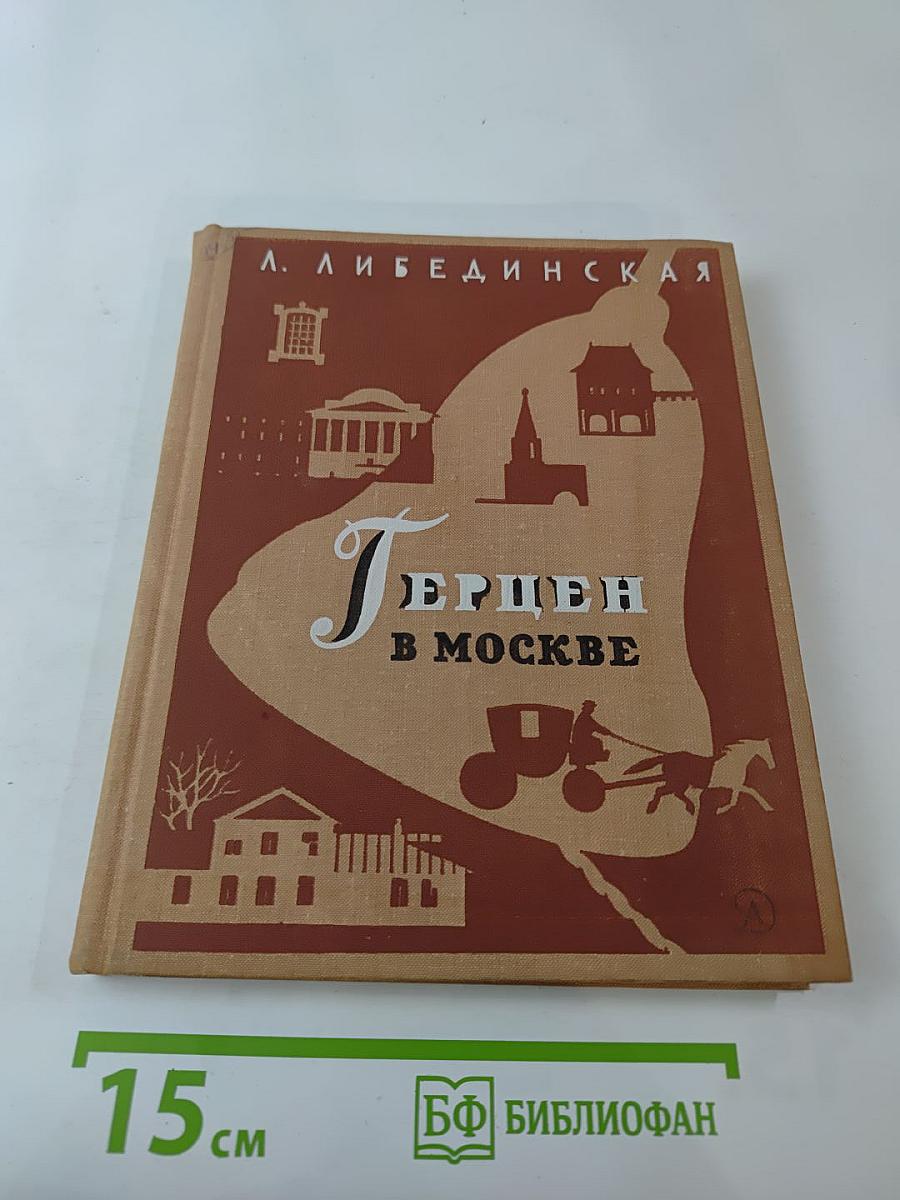 Л. ЛИБЕДИНСКАЯ
ГЕРЦЕН
В МОСКВЕ
15 см
БФ БИБЛИОФАН